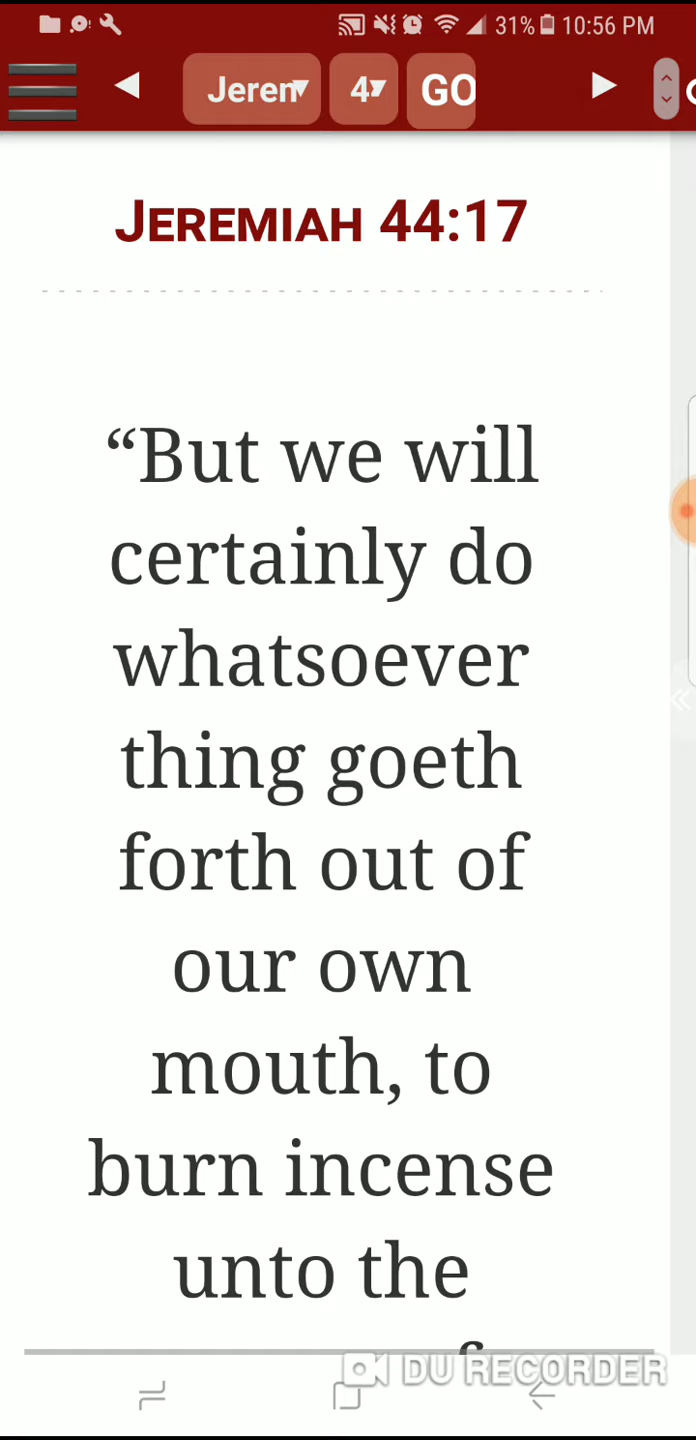 31% 10:56 PM
Jerem 4 GO
JEREMIAH 44:17
“But we will
certainly do
whatsoever
thing goeth
forth out of
our own
mouth, to
burn incense
unto the
DU RECORDER